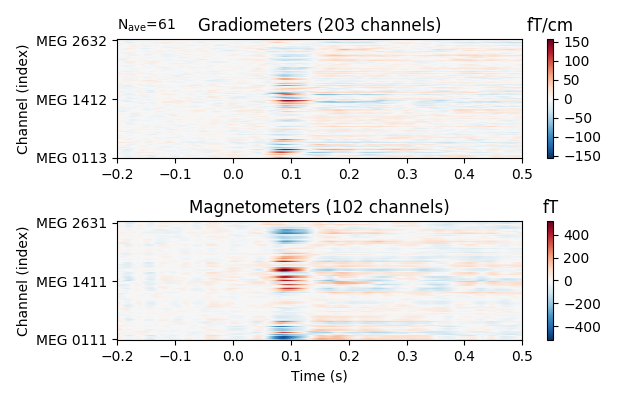 Nave=61 Gradiometers (203 channels) fT/cm
MEG 2632
MEG 1412
MEG 0113
Channel (index)
−0.2 −0.1 0.0 0.1 0.2 0.3 0.4 0.5
150
100
50
0
−50
−100
−150
Magnetometers (102 channels) fT
MEG 2631
MEG 1411
MEG 0111
Channel (index)
−0.2 −0.1 0.0 0.1 0.2 0.3 0.4 0.5
Time (s)
400
200
0
−200
−400